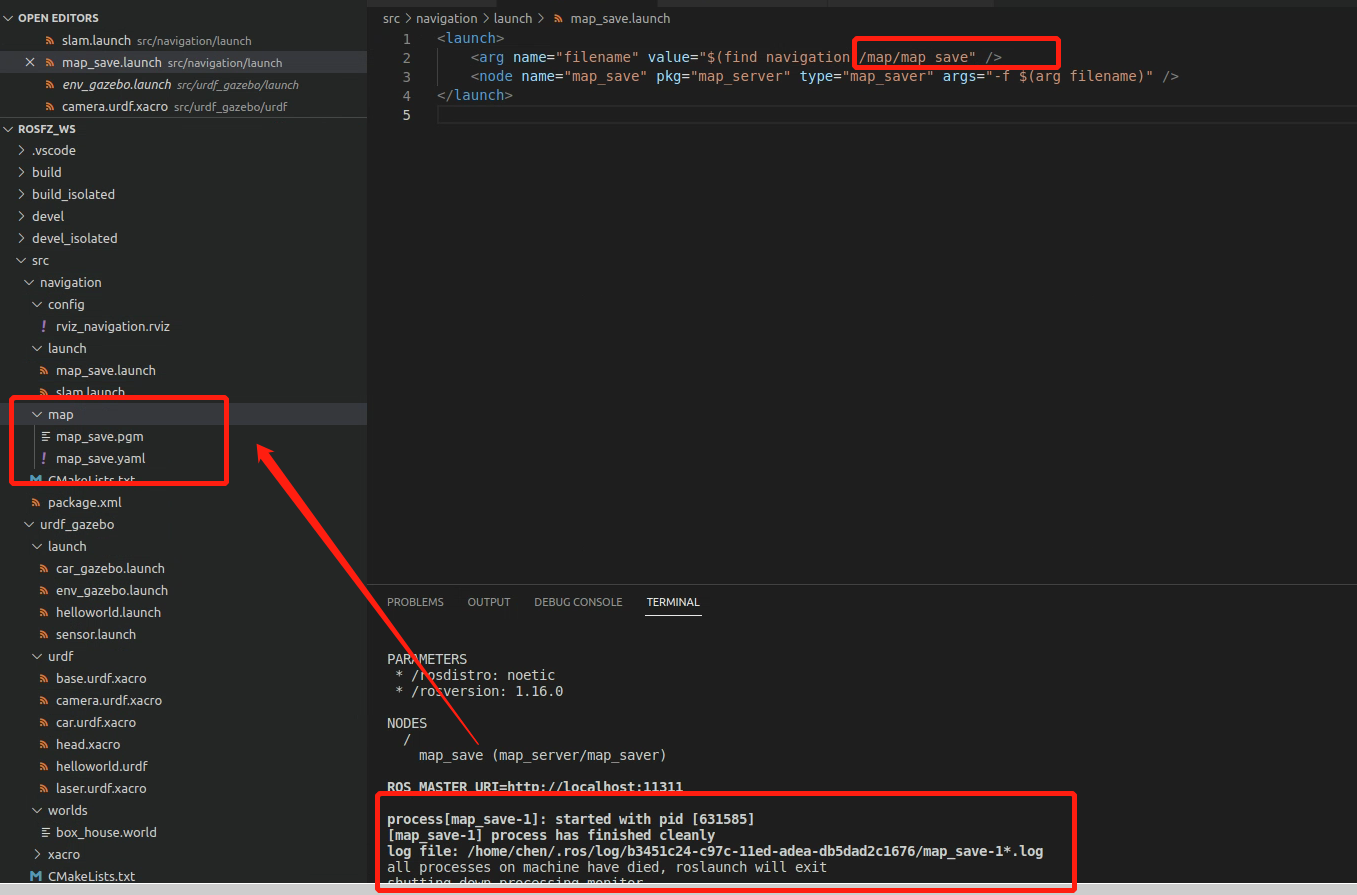 OPEN EDITORS
slam.launch src/navigation/launch
map_save.launch src/navigation/launch
env_gazebo.launch src/urdf_gazebo/launch
camera.urdf.xacro src/urdf_gazebo/urdf
ROSFZ_WS
.vscode
build
build_isolated
devel
devel_isolated
src
navigation
config
rviz_navigation.rviz
launch
map_save.launch
slam.launch
map
map_save.pgm
map_save.yaml
CMakeLists.txt
package.xml
urdf_gazebo
launch
car_gazebo.launch
env_gazebo.launch
helloworld.launch
sensor.launch
urdf
base.urdf.xacro
camera.urdf.xacro
car.urdf.xacro
head.xacro
helloworld.urdf
laser.urdf.xacro
worlds
box_house.world
xacro
CMakeLists.txt
src > navigation > launch > map_save.launch
1 <launch>
2 <arg name="filename" value="$(find navigation)/map/map_save" />
3 <node name="map_save" pkg="map_server" type="map_saver" args="-f $(arg filename)" />
4 </launch>
5
PROBLEMS OUTPUT DEBUG CONSOLE TERMINAL
PARAMETERS
* /rosdistro: noetic
* /rosversion: 1.16.0
NODES
/
map_save (map_server/map_saver)
ROS_MASTER_URI=http://localhost:11311
process[map_save-1]: started with pid [631585]
[map_save-1] process has finished cleanly
log file: /home/chen/.ros/log/b3451c24-c97c-11ed-adea-db5dad2c1676/map_save-1*.log
all processes on machine have died, roslaunch will exit
shutting down processing monitor